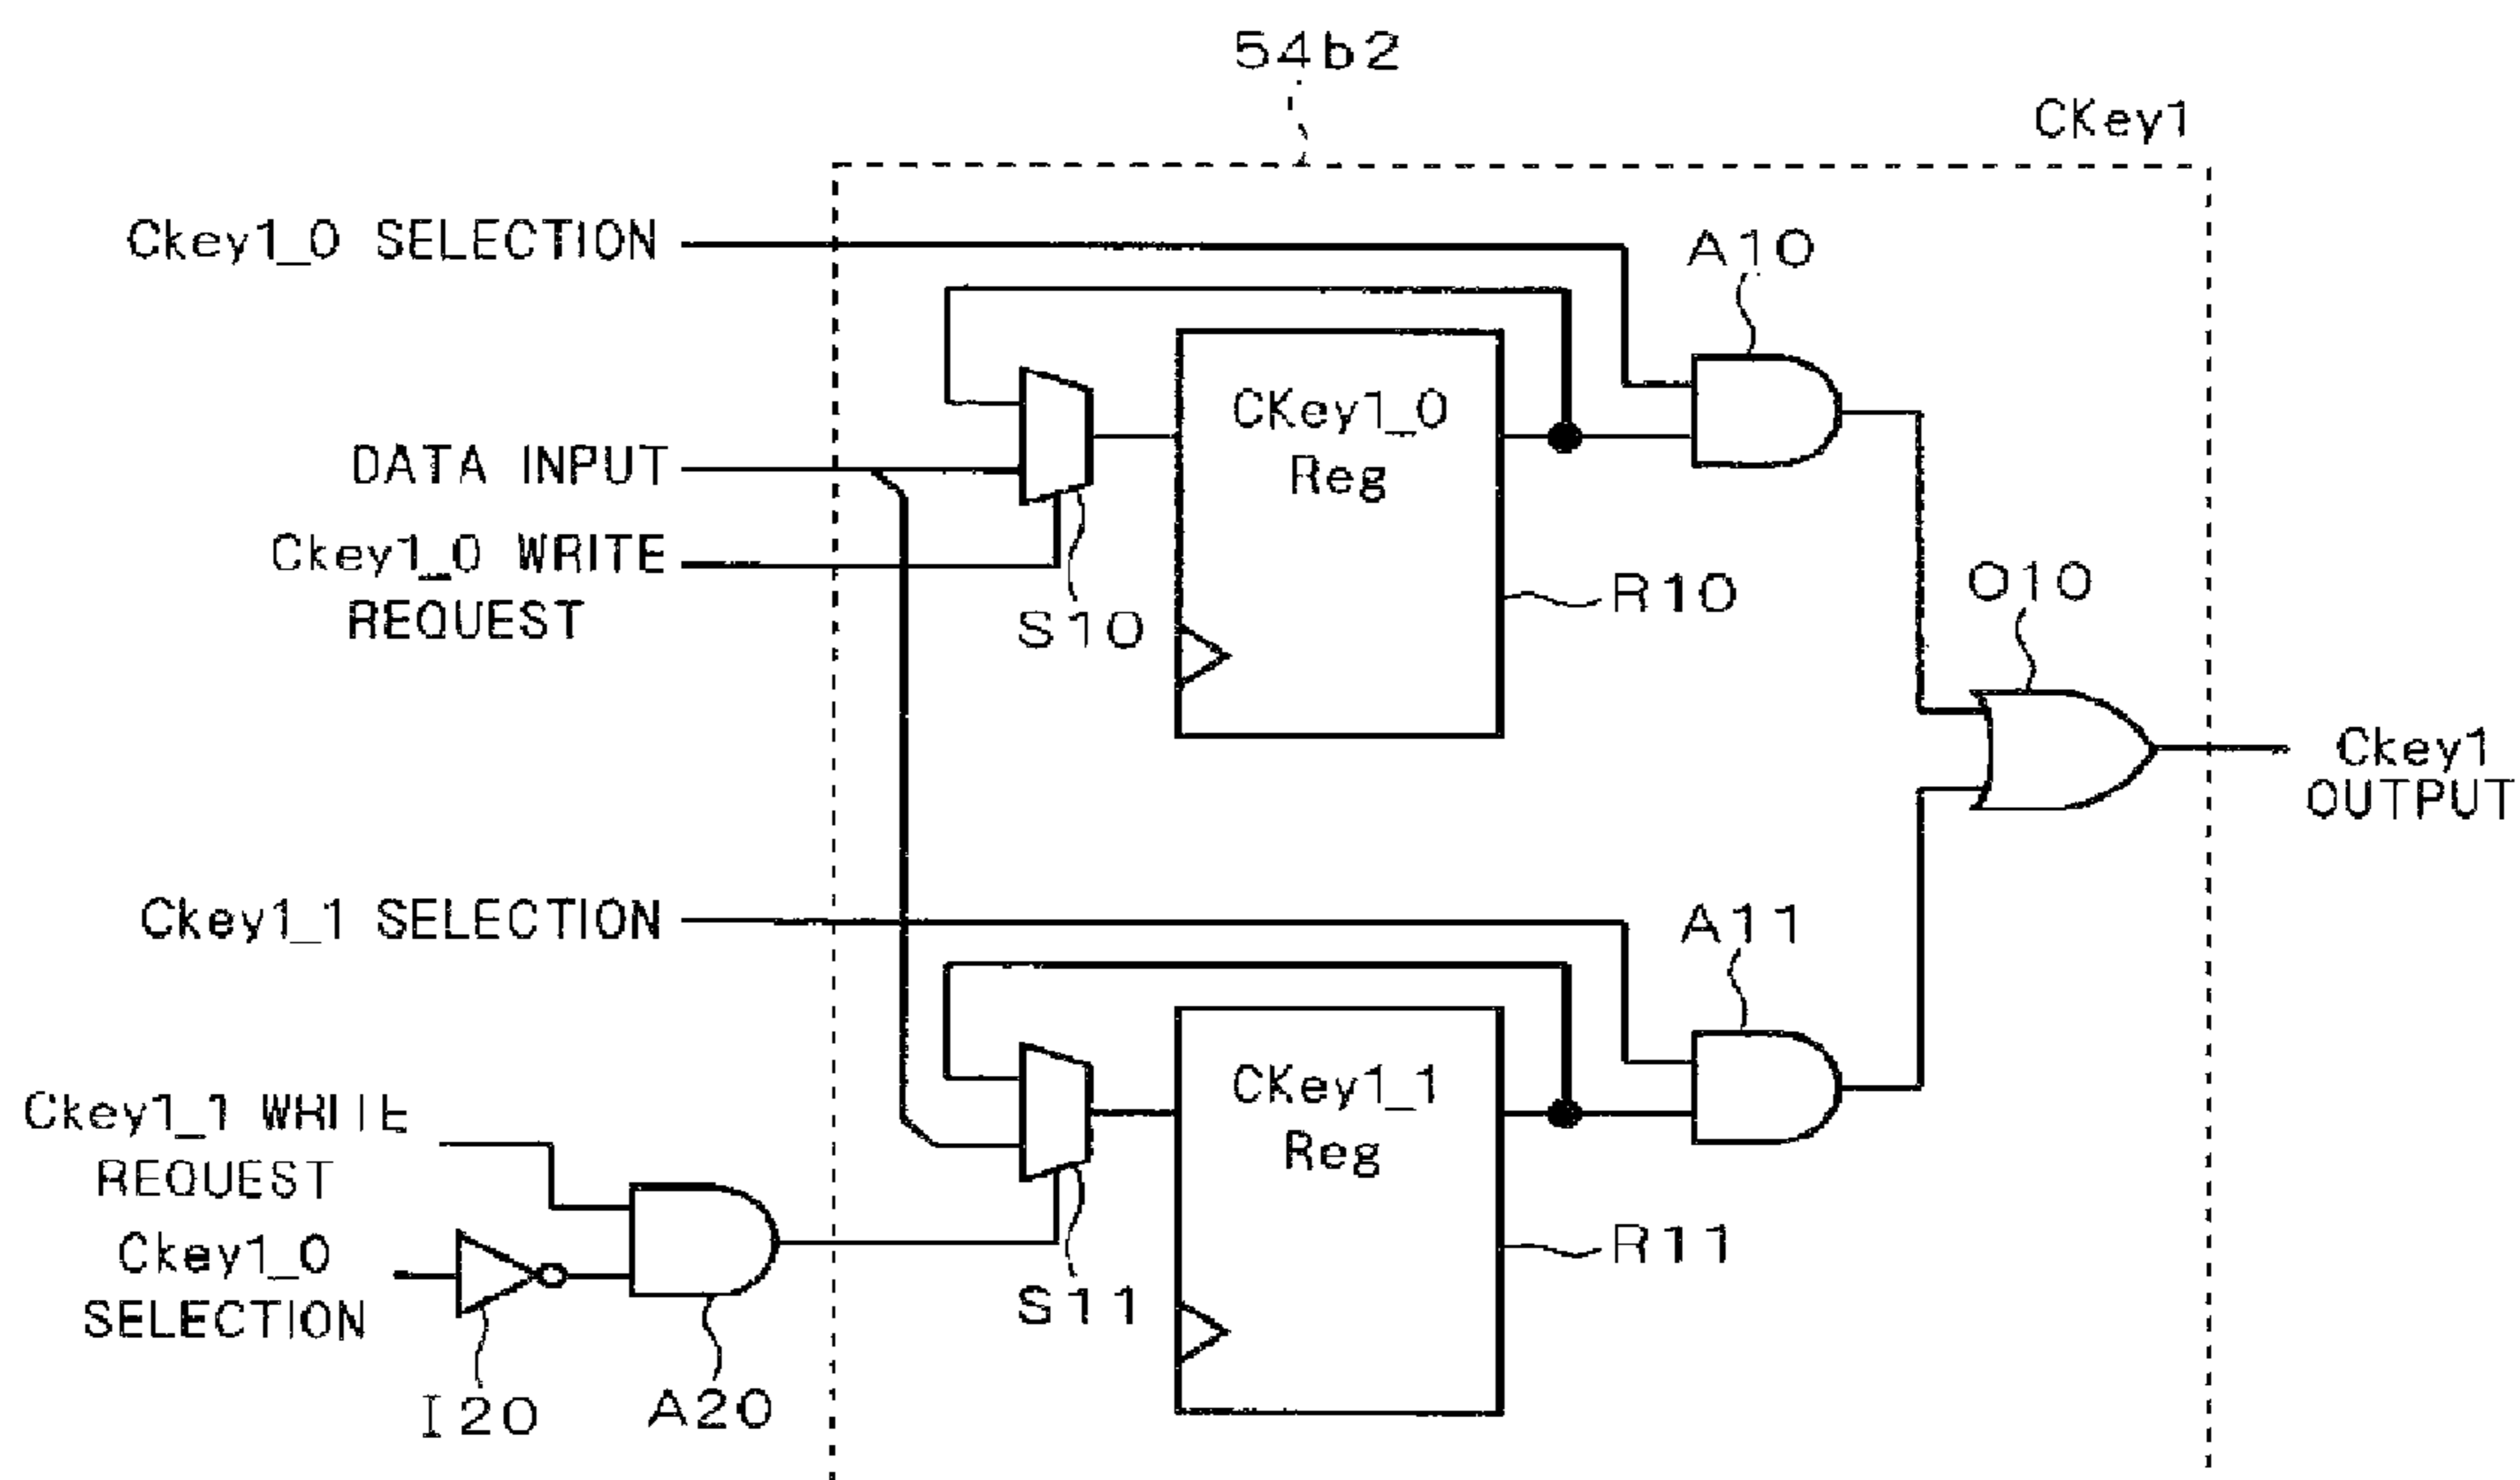 54b2
CKey1
Ckey1_0 SELECTION
A10
CKey1_0
Reg
DATA INPUT
Ckey1_0 WRITE
REQUEST
S10
R10
O10
Ckey1
OUTPUT
Ckey1_1 SELECTION
A11
CKey1_1
Reg
Ckey1_1 WRITE
REQUEST
Ckey1_0
SELECTION
S11
R11
I20
A20